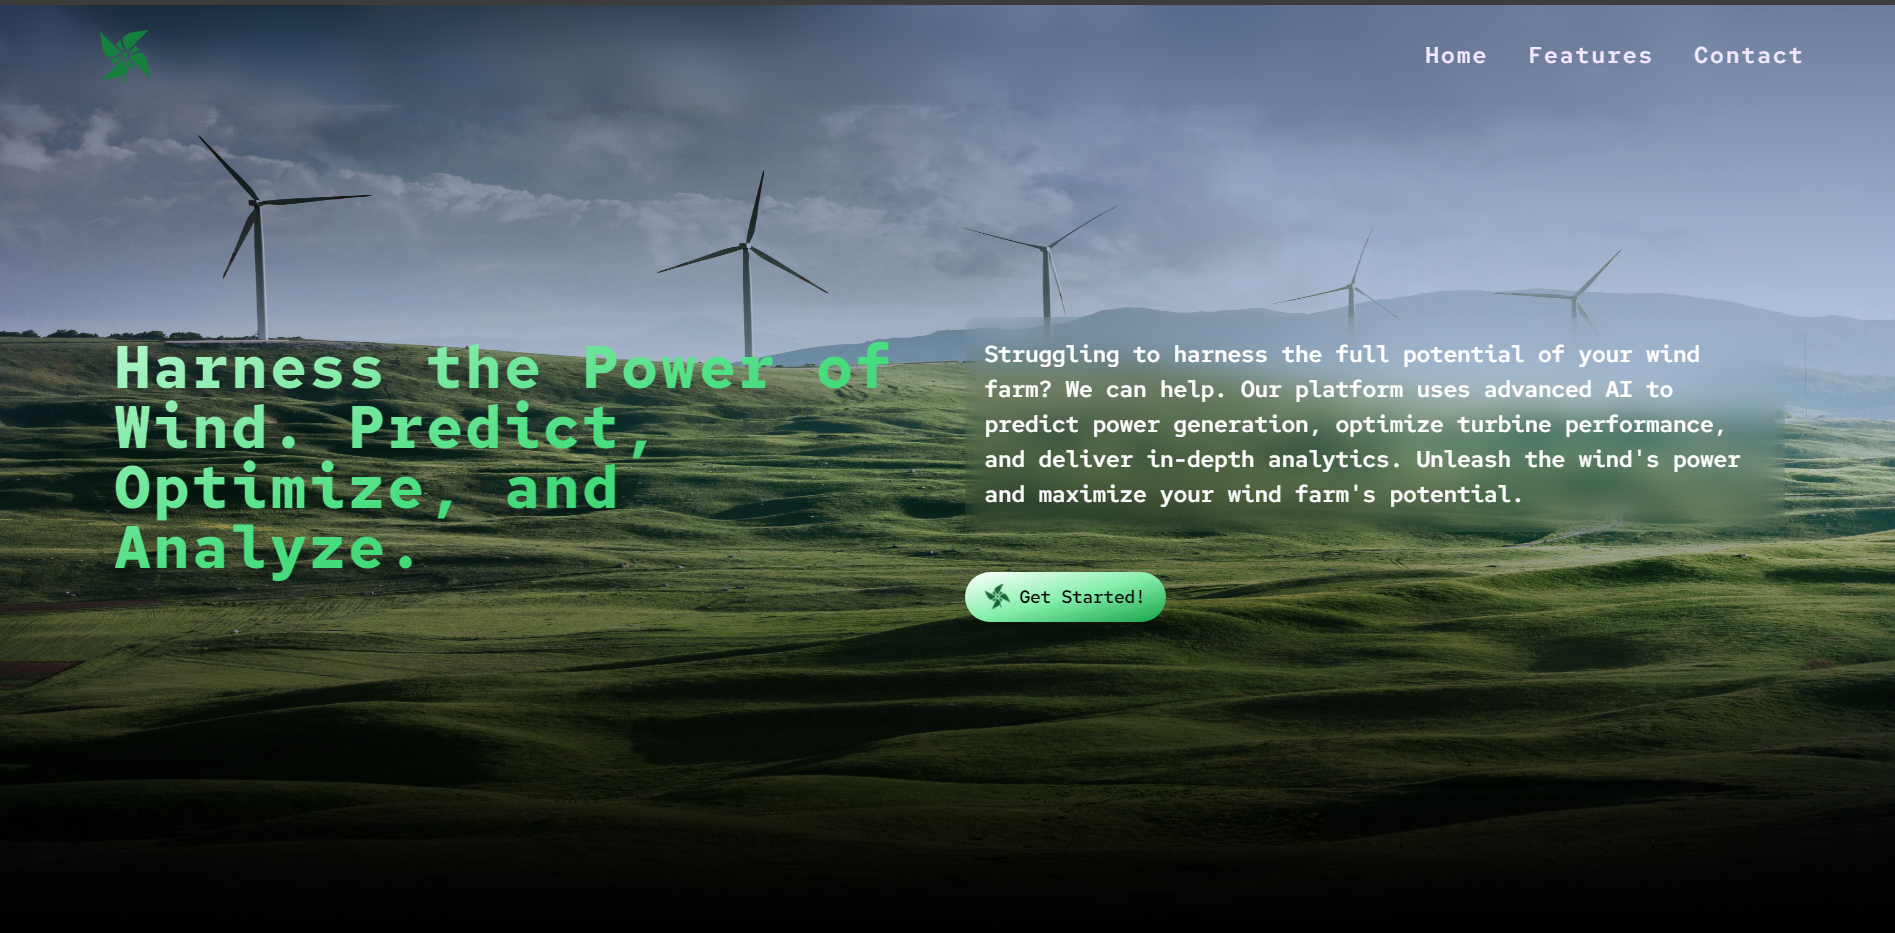 Home Features Contact
Harness the Power of
Wind. Predict,
Optimize, and
Analyze.
Struggling to harness the full potential of your wind
farm? We can help. Our platform uses advanced AI to
predict power generation, optimize turbine performance,
and deliver in-depth analytics. Unleash the wind's power
and maximize your wind farm's potential.
Get Started!